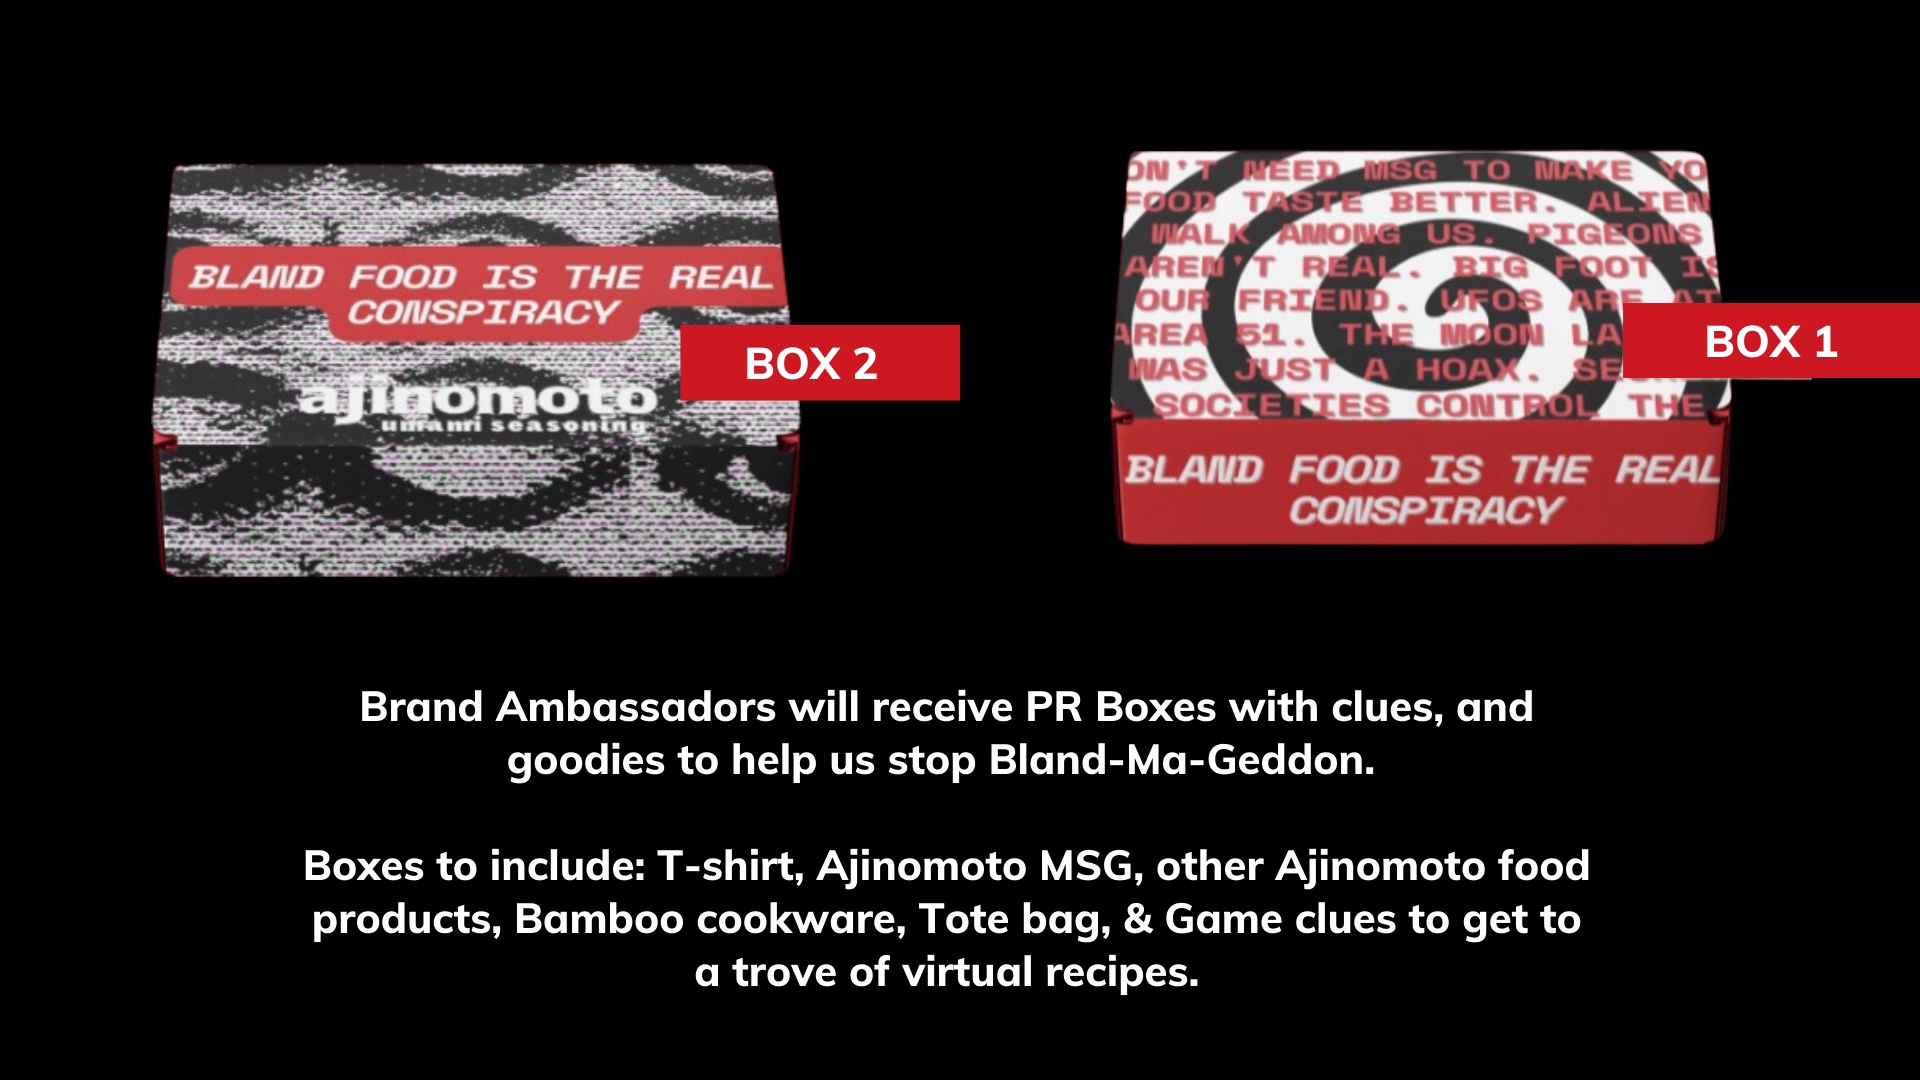 BLAND FOOD IS THE REAL
CONSPIRACY
BOX 2
ajinomoto
umami seasoning
ON'T NEED MSG TO MAKE YO
FOOD TASTE BETTER. ALIEN
WALK AMONG US. PIGEONS
AREN'T REAL. BIG FOOT IS
OUR FRIEND. UFOS ARE AT
AREA 51. THE MOON LA
WAS JUST A HOAX.
SOCIETIES CONTROL THE
BOX 1
BLAND FOOD IS THE REAL
CONSPIRACY
Brand Ambassadors will receive PR Boxes with clues, and
goodies to help us stop Bland-Ma-Geddon.
Boxes to include: T-shirt, Ajinomoto MSG, other Ajinomoto food
products, Bamboo cookware, Tote bag, & Game clues to get to
a trove of virtual recipes.